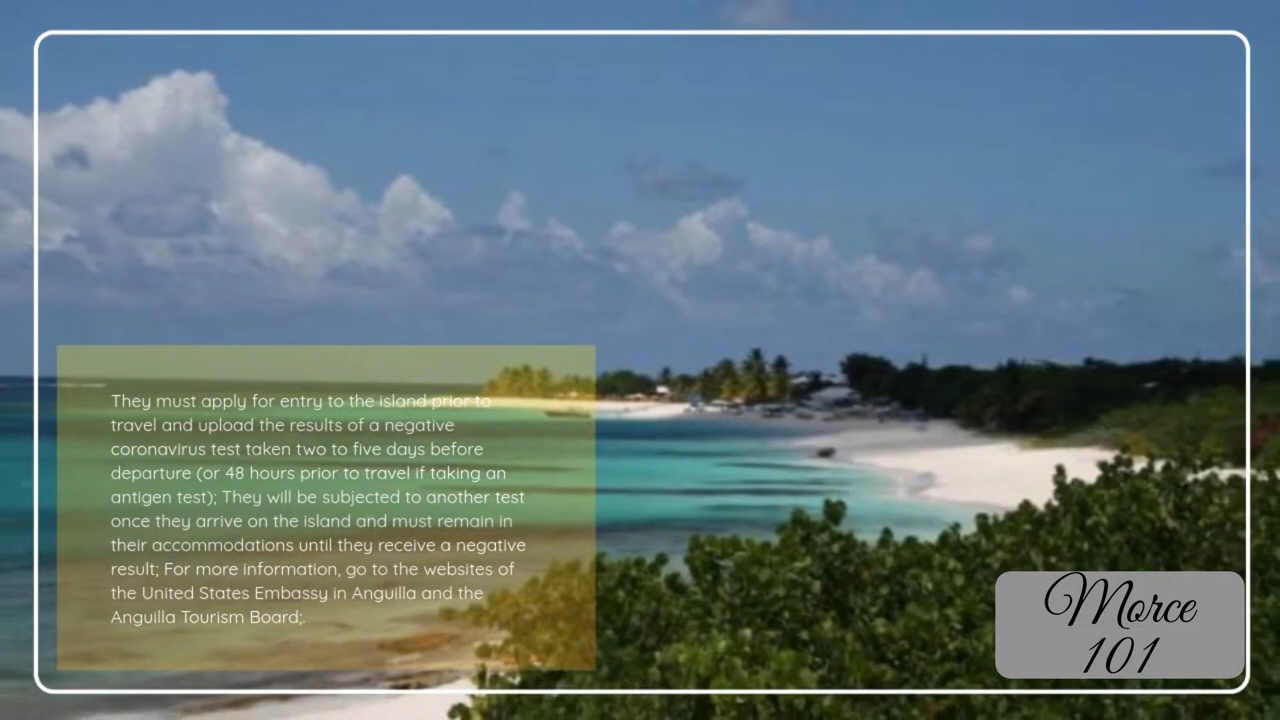 They must apply for entry to the island prior to
travel and upload the results of a negative
coronavirus test taken two to five days before
departure (or 48 hours prior to travel if taking an
antigen test); They will be subjected to another test
once they arrive on the island and must remain in
their accommodations until they receive a negative
result; For more information, go to the websites of
the United States Embassy in Anguilla and the
Anguilla Tourism Board;.
Morce
101